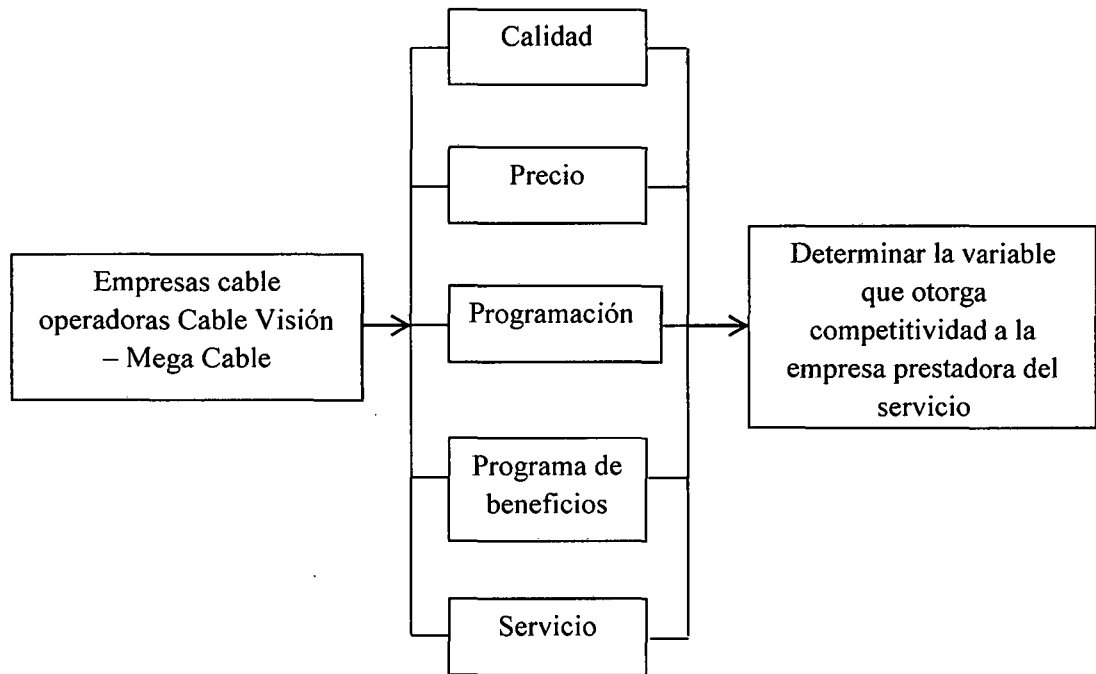 Calidad
Precio
Empresas cable
operadoras Cable Visión
– Mega Cable
Programación
Determinar la variable
que otorga
competitividad a la
empresa prestadora del
servicio
Programa de
beneficios
Servicio